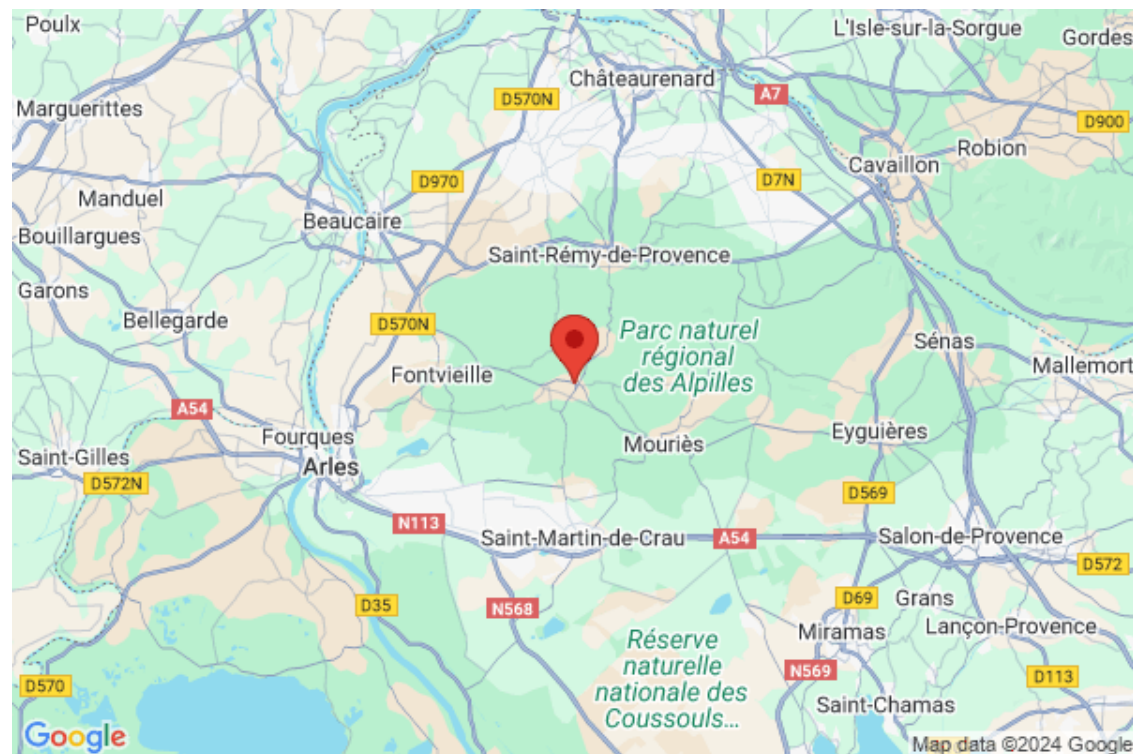 Poulx
L'Isle-sur-la-Sorgue
Gordes
Châteaurenard
A7
D570N
Marguerittes
D900
Robion
Cavaillon
D970
D7N
Manduel
Beaucaire
Bouillargues
Saint-Rémy-de-Provence
Garons
Bellegarde
D570N
Parc naturel
régional
des Alpilles
Sénas
Mallemort
Fontvieille
A54
Fourques
Mouriès
Eyguières
Saint-Gilles
Arles
D572N
D569
N113
Saint-Martin-de-Crau
A54
Salon-de-Provence
D572
D35
N568
D69
Grans
Réserve
naturelle
nationale des
Coussouls...
Miramas
Lançon-Provence
N569
D570
D113
Saint-Chamas
Google
Map data ©2024 Google